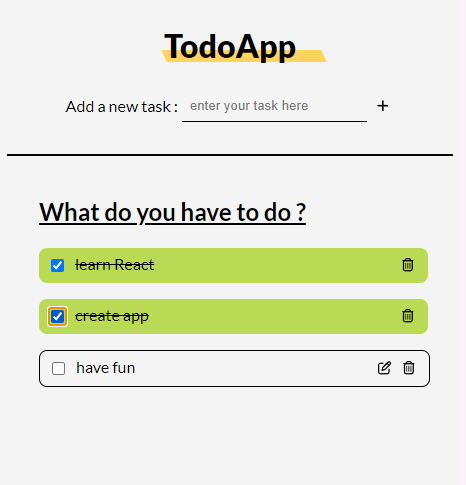 TodoApp
Add a new task : enter your task here +
What do you have to do ?
learn React
create app
have fun